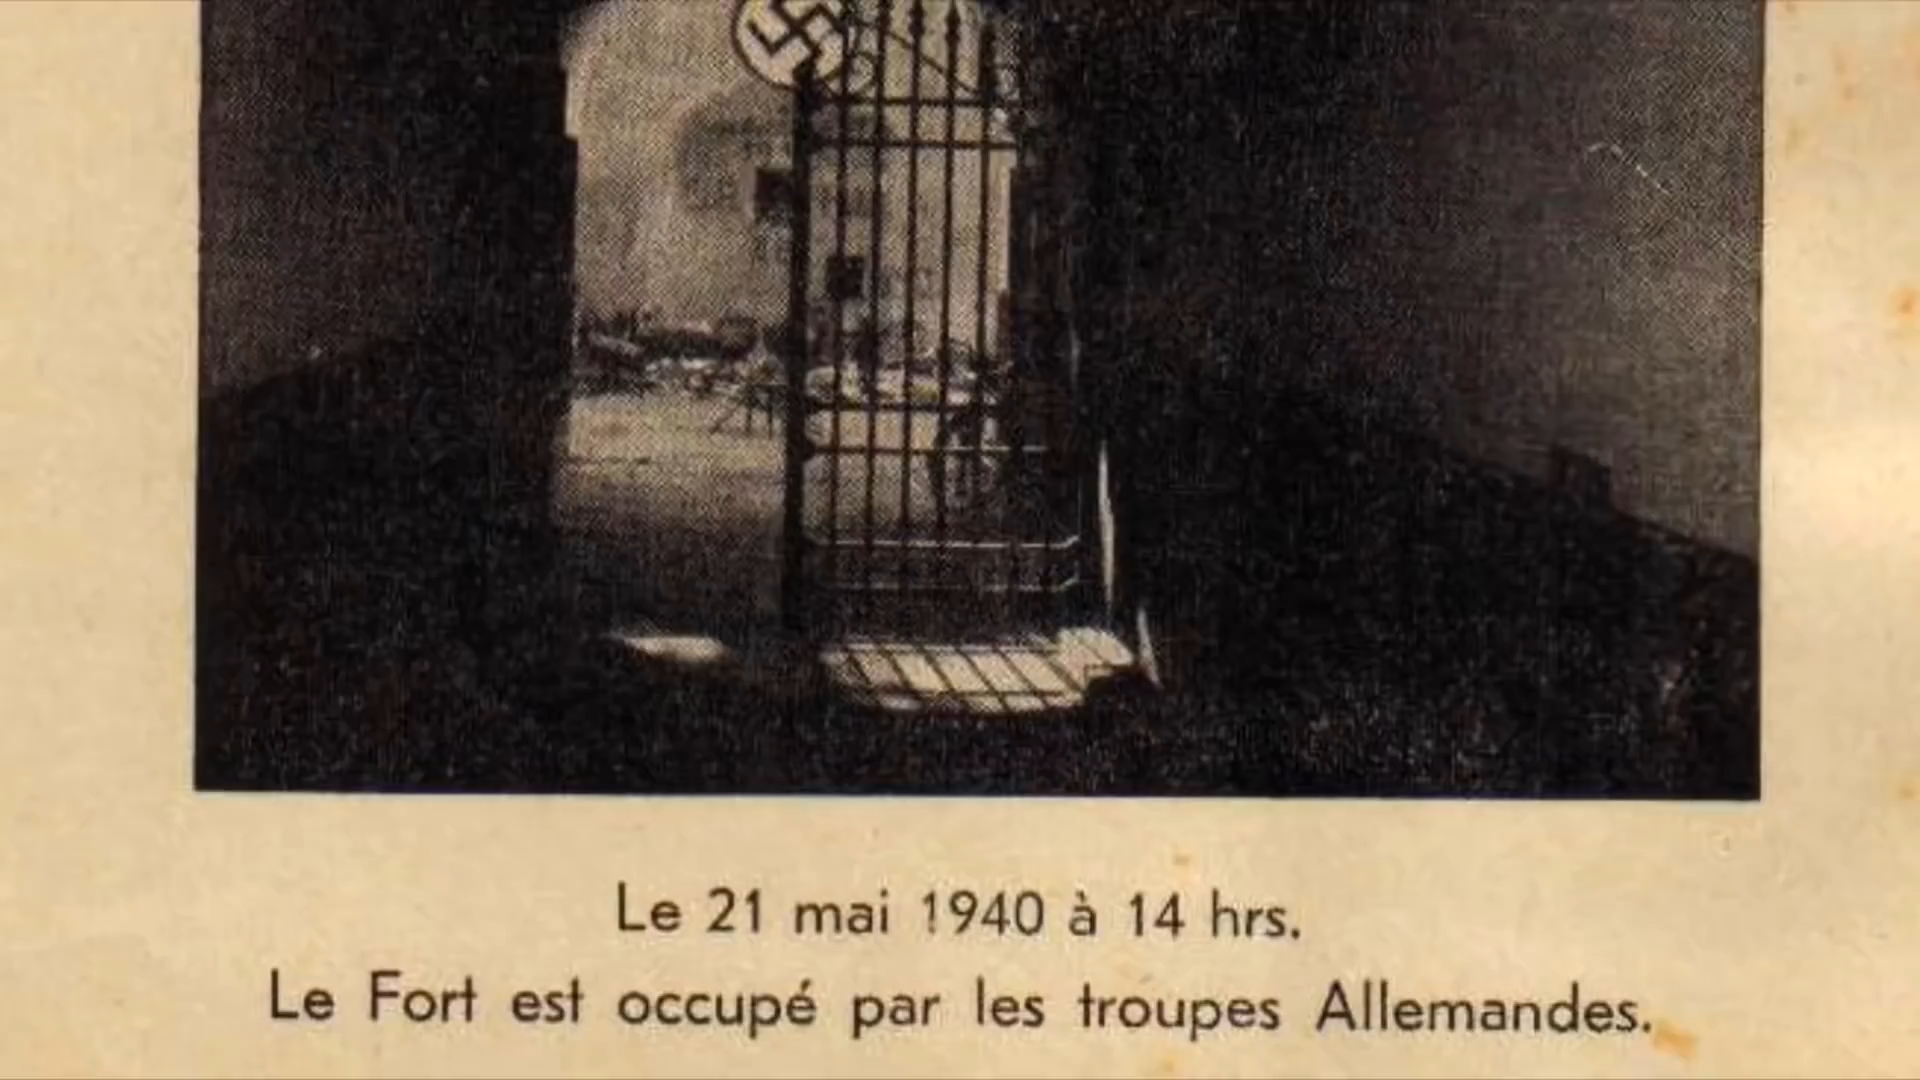 Le 21 mai 1940 à 14 hrs.
Le Fort est occupé par les troupes Allemandes.